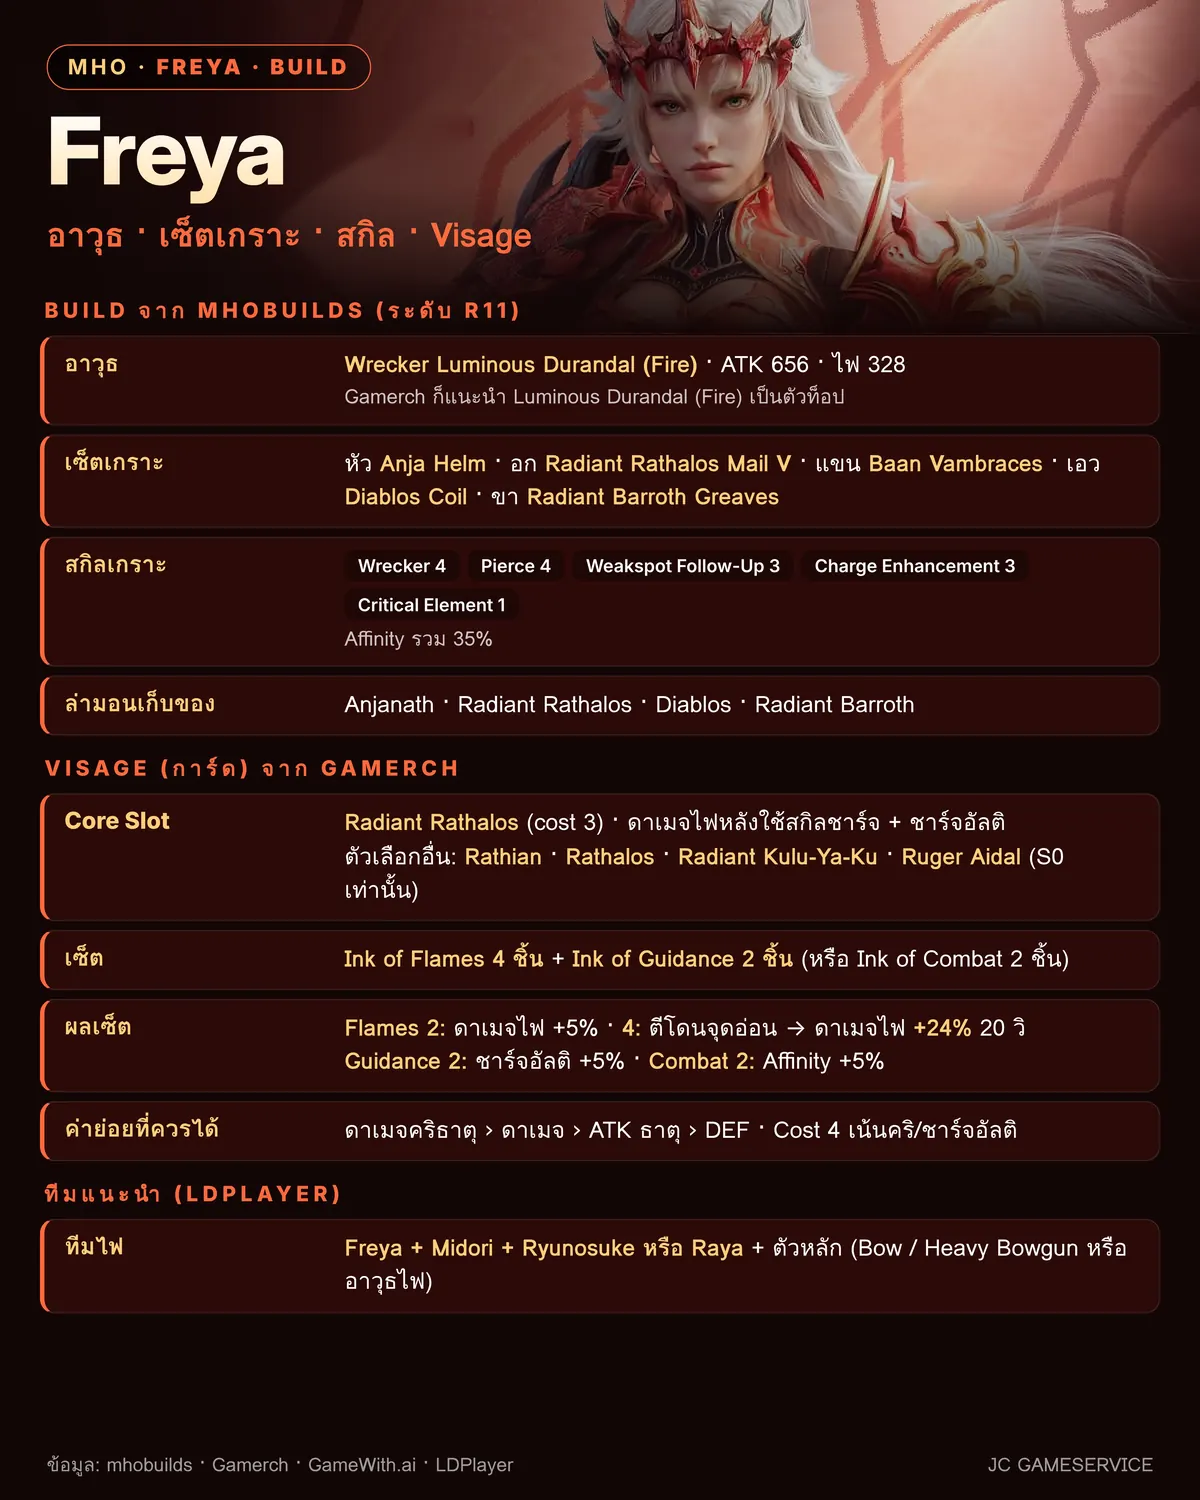 MHO · FREYA · BUILD
Freya
อาวุธ · เซ็ตเกราะ · สกิล · Visage
BUILD จาก MHOBUILDS (ระดับ R11)
อาวุธ
Wrecker Luminous Durandal (Fire) · ATK 656 · ไฟ 328
Gamerch ก็แนะนำ Luminous Durandal (Fire) เป็นตัวท็อป
เซ็ตเกราะ
หัว Anja Helm · อก Radiant Rathalos Mail V · แขน Baan Vambraces · เอว
Diablos Coil · ขา Radiant Barroth Greaves
สกิลเกราะ
Wrecker 4 Pierce 4 Weakspot Follow-Up 3 Charge Enhancement 3
Critical Element 1
Affinity รวม 35%
ล่ามอนเก็บของ
Anjanath · Radiant Rathalos · Diablos · Radiant Barroth
VISAGE (การ์ด) จาก GAMERCH
Core Slot
Radiant Rathalos (cost 3) · ดาเมจไฟหลังใช้สกิลชาร์จ + ชาร์จอัลติ
ตัวเลือกอื่น: Rathian · Rathalos · Radiant Kulu-Ya-Ku · Ruger Aidal (S0
เท่านั้น)
เซ็ต
Ink of Flames 4 ชิ้น + Ink of Guidance 2 ชิ้น (หรือ Ink of Combat 2 ชิ้น)
ผลเซ็ต
Flames 2: ดาเมจไฟ +5% · 4: ตีโดนจุดอ่อน → ดาเมจไฟ +24% 20 วิ
Guidance 2: ชาร์จอัลติ +5% · Combat 2: Affinity +5%
ค่าย่อยที่ควรได้
ดาเมจคริธาตุ › ดาเมจ › ATK ธาตุ › DEF · Cost 4 เน้นคริ/ชาร์จอัลติ
ทีมแนะนำ (LDPLAYER)
ทีมไฟ
Freya + Midori + Ryunosuke หรือ Raya + ตัวหลัก (Bow / Heavy Bowgun หรือ
อาวุธไฟ)
ข้อมูล: mhobuilds · Gamerch · GameWith.ai · LDPlayer
JC GAMESERVICE